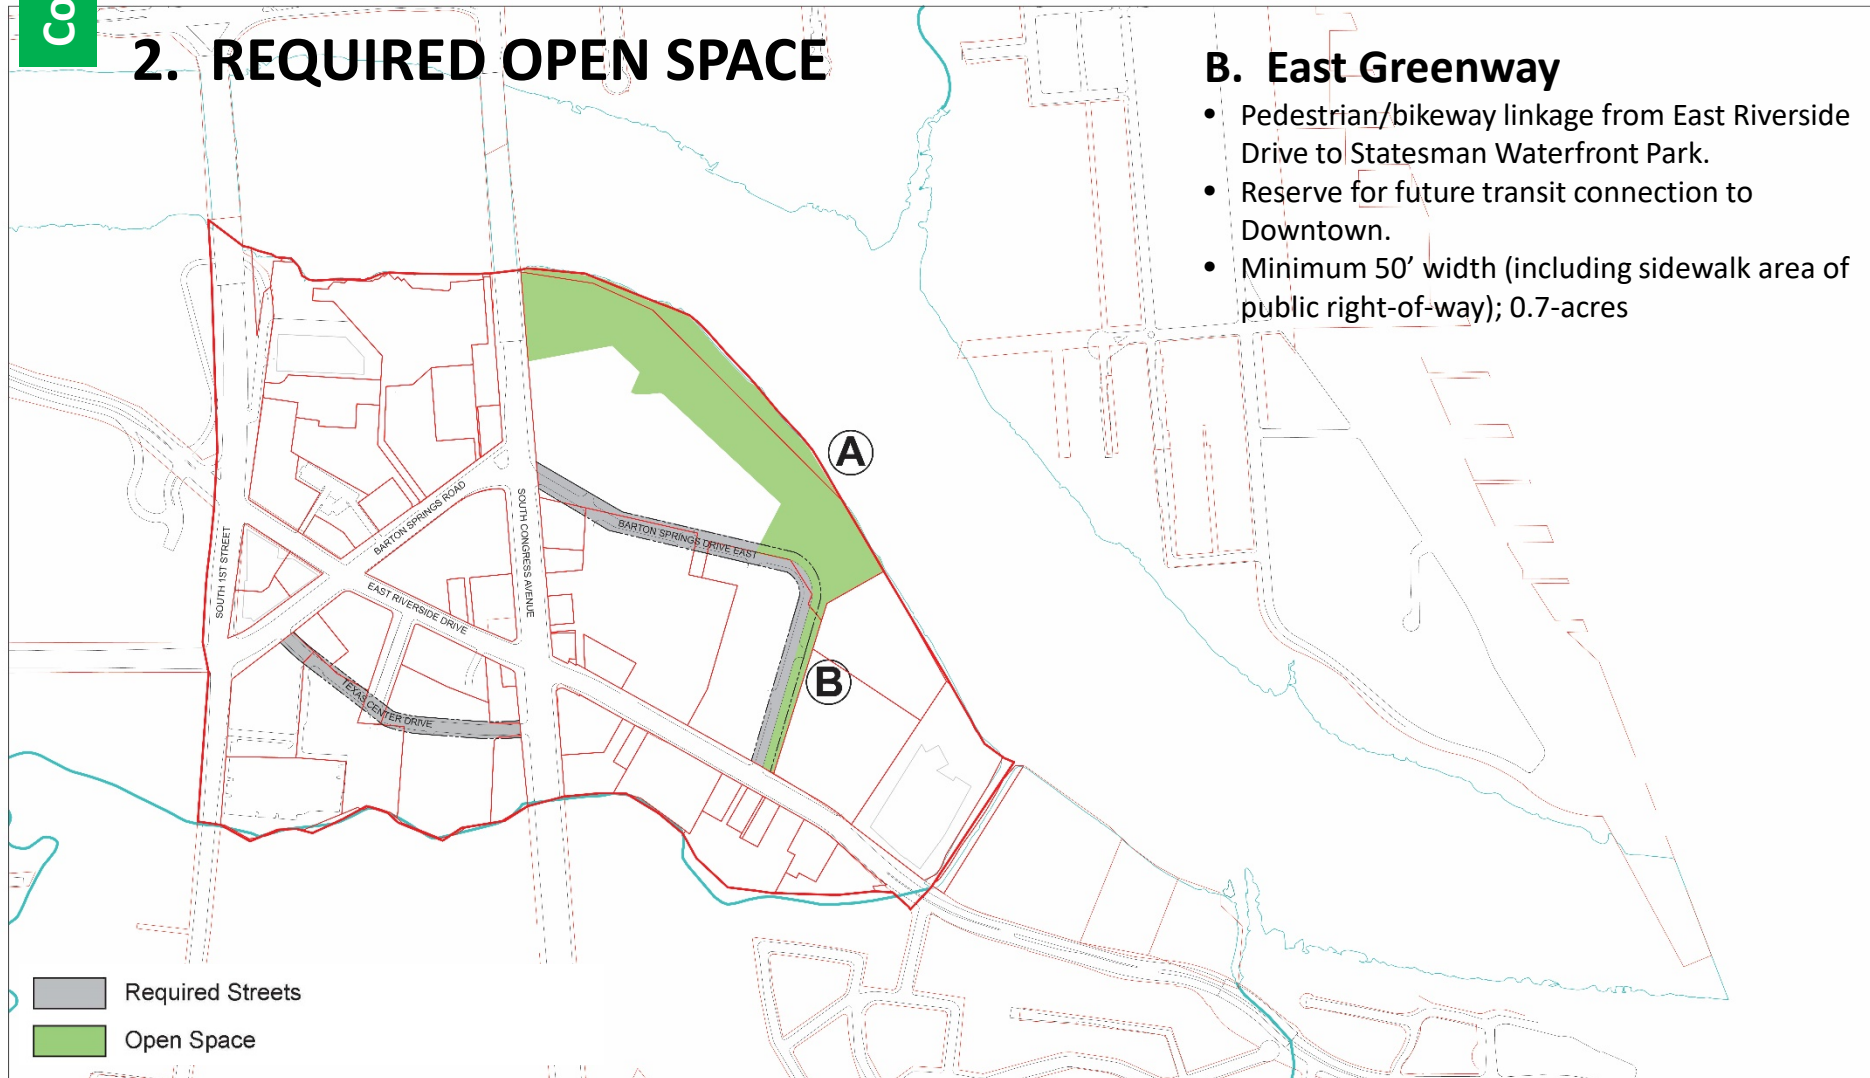 Co
2. REQUIRED OPEN SPACE
B. East Greenway
• Pedestrian/bikeway linkage from East Riverside
Drive to Statesman Waterfront Park.
• Reserve for future transit connection to
Downtown.
• Minimum 50’ width (including sidewalk area of
public right-of-way); 0.7-acres
A
BARTON SPRINGS ROAD
SOUTH CONGRESS AVENUE
BARTON SPRINGS DRIVE EAST
SOUTH 1ST STREET
EAST RIVERSIDE DRIVE
B
TEXAS CENTER DRIVE
Required Streets
Open Space